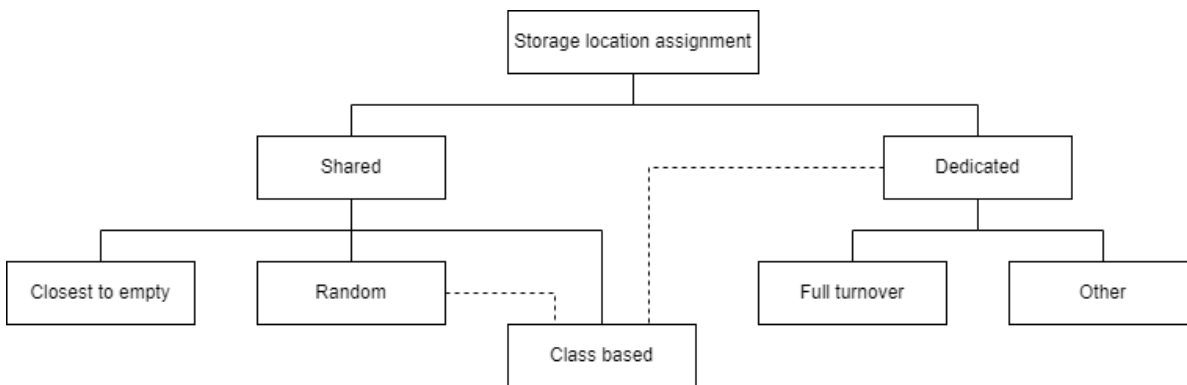 Storage location assignment
Shared
Dedicated
Closest to empty
Random
Full turnover
Other
Class based